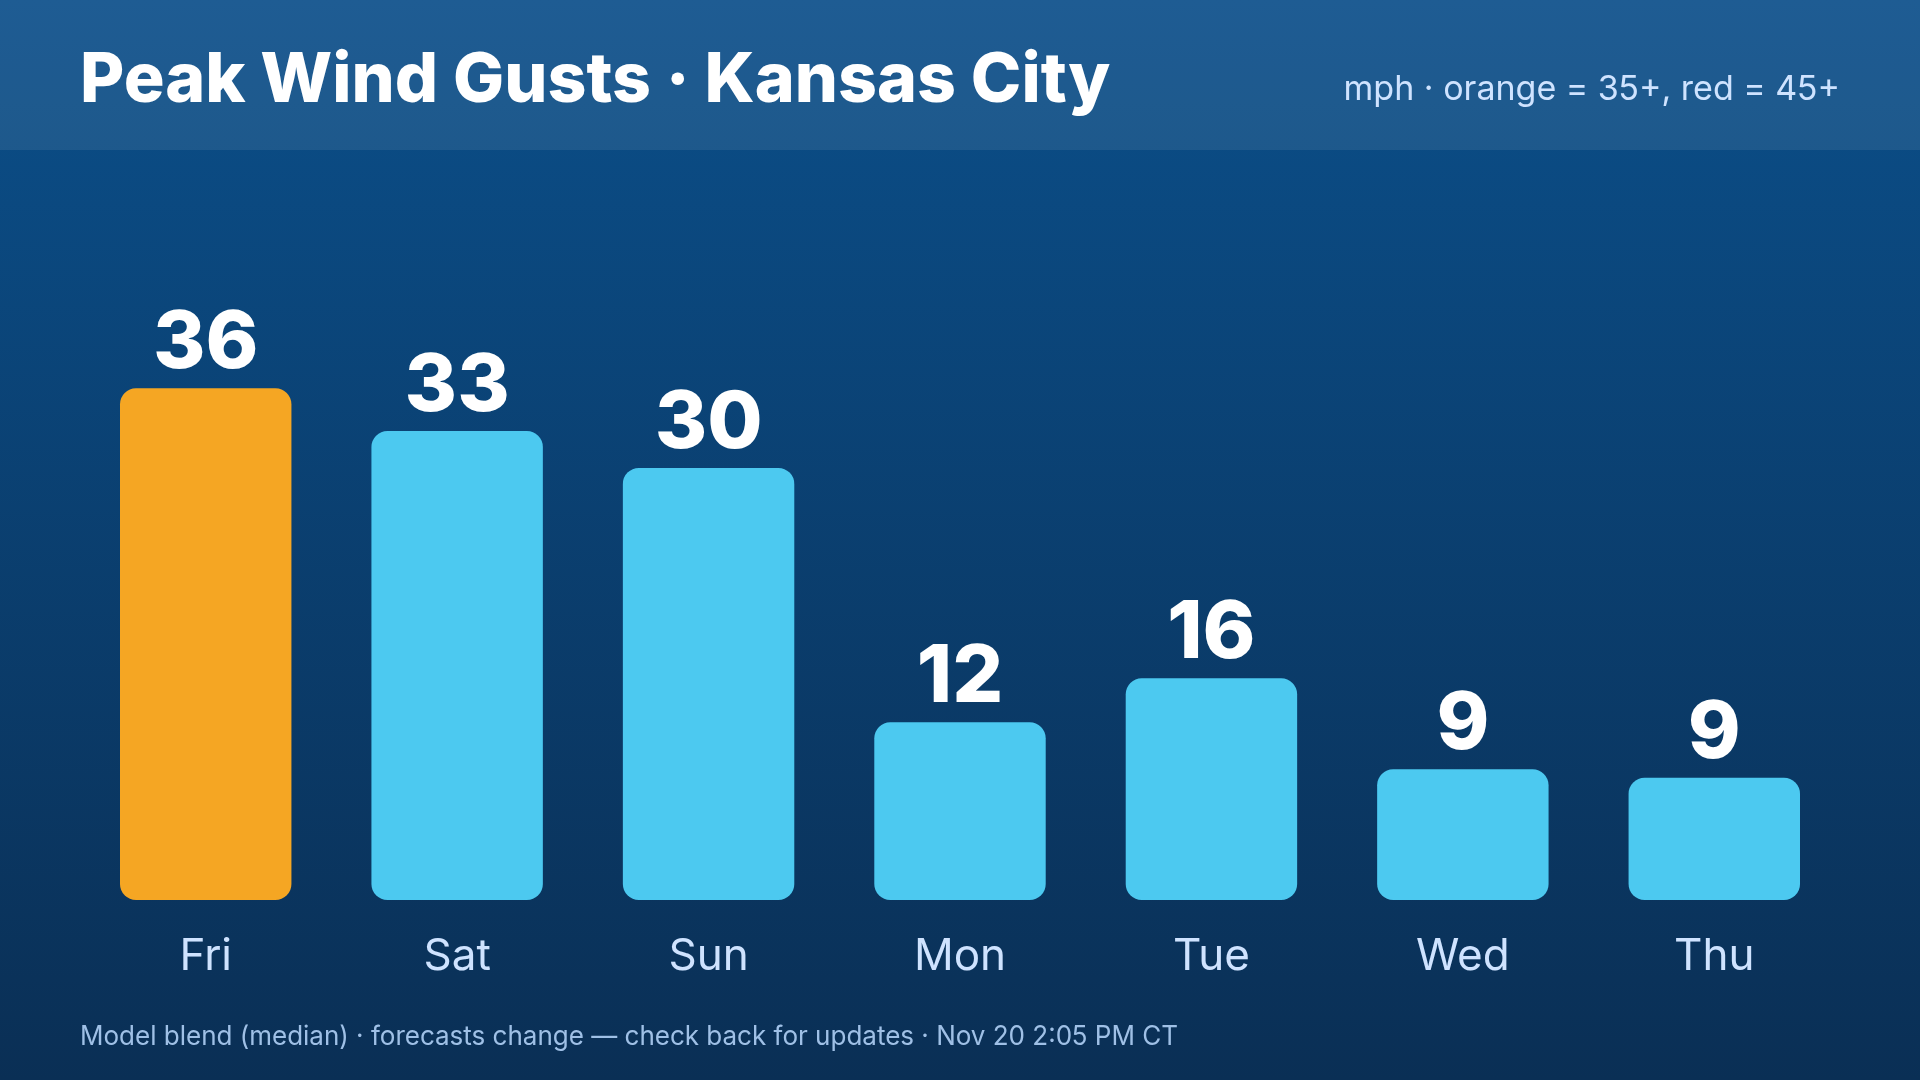 Peak Wind Gusts · Kansas City
mph · orange = 35+, red = 45+
36
33
30
12
16
9
9
Fri
Sat
Sun
Mon
Tue
Wed
Thu
Model blend (median) · forecasts change — check back for updates · Nov 20 2:05 PM CT